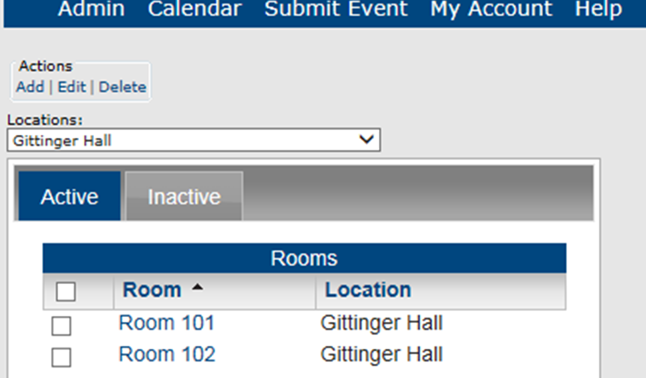 Admin Calendar Submit Event My Account Help
Actions
Add | Edit | Delete
Locations:
Gittinger Hall
Active Inactive
Rooms
Room Location
Room 101 Gittinger Hall
Room 102 Gittinger Hall